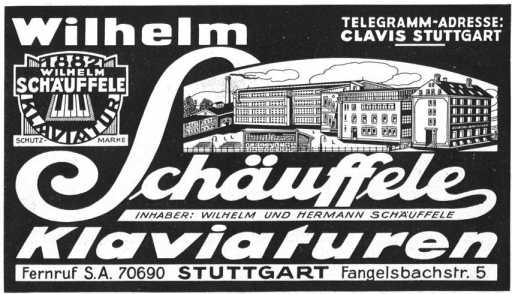 Wilhelm
TELEGRAMM-ADRESSE:
CLAVIS STUTTGART
1882
WILHELM
SCHÄUFFELE
KLAVIATUR
SCHUTZ-MARKE
Schäuffele
INHABER: WILHELM UND HERMANN SCHÄUFFELE
Klaviaturen
Fernruf S.A. 70690 STUTTGART Fangelsbachstr. 5